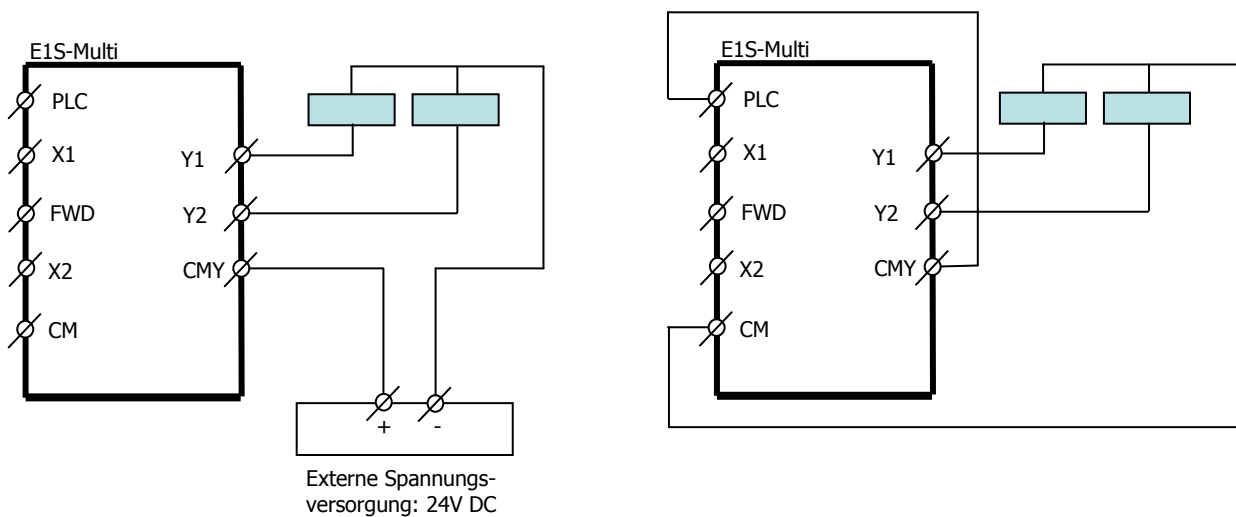 E1S-Multi
PLC
X1
Y1
FWD
Y2
X2
CMY
CM
+ -
Externe Spannungs-
versorgung: 24V DC
E1S-Multi
PLC
X1
Y1
FWD
Y2
X2
CMY
CM